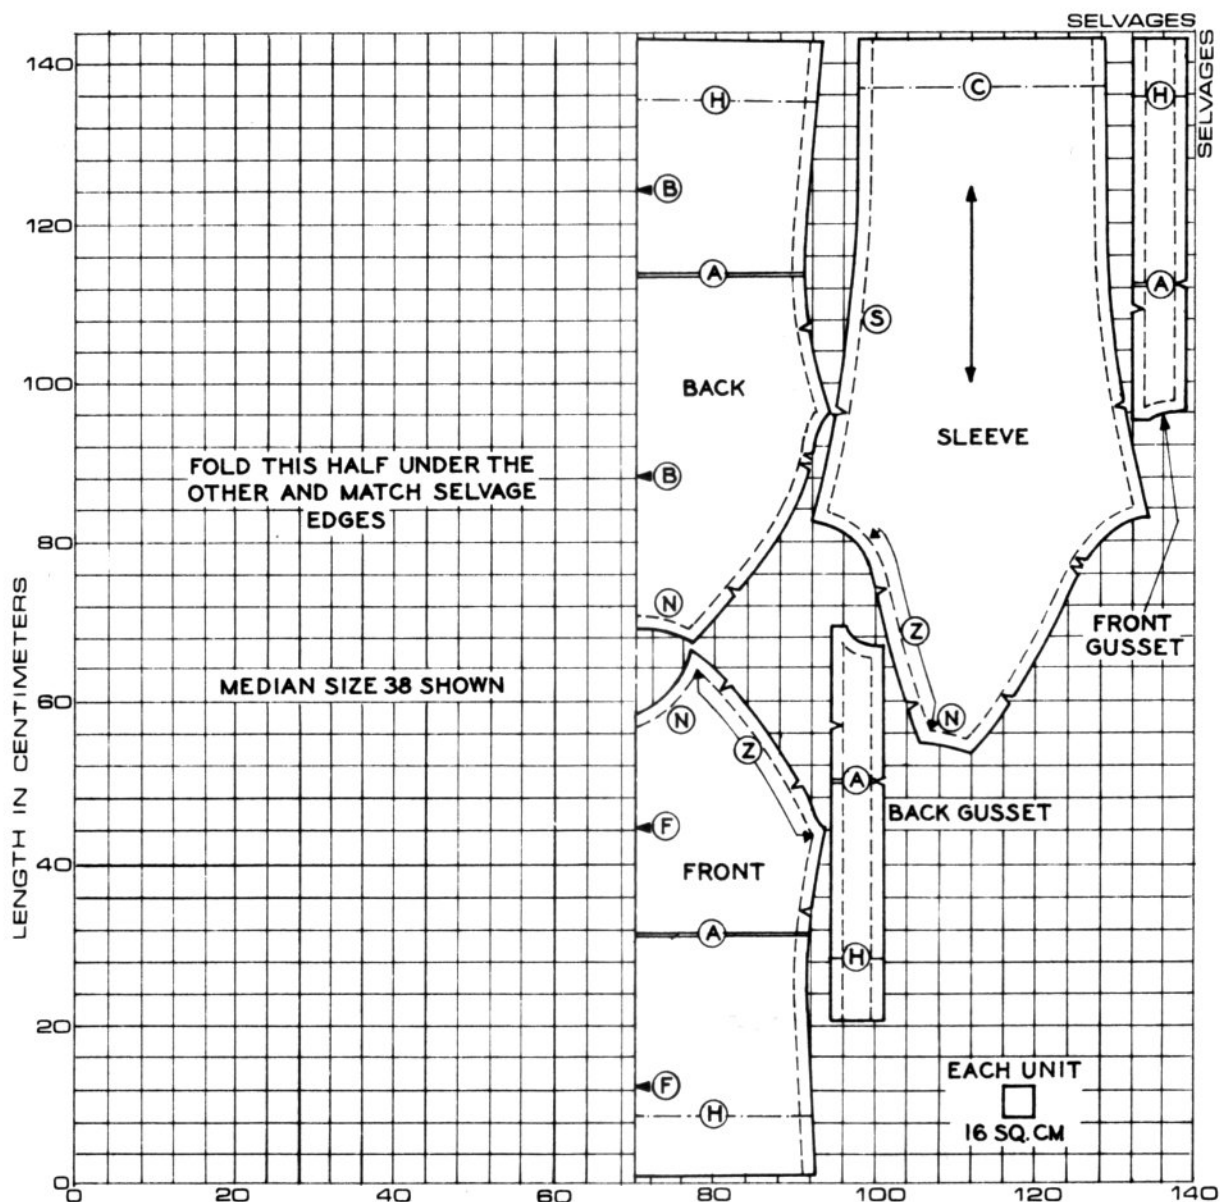 SELVAGES
SELVAGES
140
H
C
H
B
120
A
A
S
100
BACK
SLEEVE
FOLD THIS HALF UNDER THE
OTHER AND MATCH SELVAGE
EDGES
B
80
N
Z
FRONT
GUSSET
MEDIAN SIZE 38 SHOWN
60
N
N
Z
A
BACK GUSSET
F
40
FRONT
A
H
20
EACH UNIT
16 SQ.CM
F
H
0
LENGTH IN CENTIMETERS
0
20
40
60
80
100
120
140